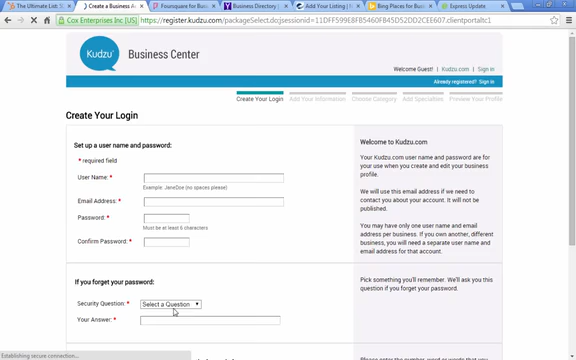 The Ultimate List: S
Create a Business A
Foursquare for Busine
Business Directory
Add Your Listing
Bing Places for Busin
Express Update
Cox Enterprises Inc [US]
https://register.kudzu.com/packageSelect.do;jsessionid=11DFF375CE9FB8FB5460FB45D52DD2CEE607.clientportaltc1
Kudzu
Business Center
Welcome Guest! | Kudzu.com | Sign in
Already registered? Sign in
Create Your Login
Add Your Information
Choose Category
Add Specialties
Preview Your Profile
Create Your Login
Set up a user name and password:
* required field
User Name: *
Example: JaneDoe (no spaces please)
Email Address: *
Password: *
Must be at least 6 characters
Confirm Password: *
Welcome to Kudzu.com
Your Kudzu.com user name and password are for
your use when you create and edit your business
profile.
We will use this email address if we need to
contact you about your account. It will not be
published.
You may have only one user name and email
address per business. If you own another, different
business, you will need a separate user name and
email address for that account.
If you forget your password:
Security Question: *
Select a Question
Your Answer: *
Pick something you'll remember. We'll ask you this
question if you forget your password.
Establishing secure connection...